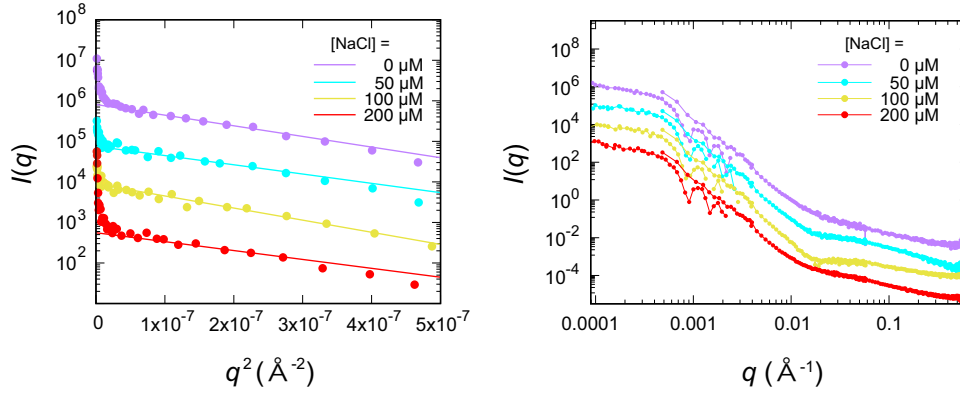 10^8
10^7
10^6
10^5
10^4
10^3
10^2
I(q)
[NaCl] =
0 µM
50 µM
100 µM
200 µM
0 1x10^-7 2x10^-7 3x10^-7 4x10^-7 5x10^-7
q^2 (Å^-2)
10^8
10^6
10^4
10^2
10^0
10^-2
10^-4
I(q)
[NaCl] =
0 µM
50 µM
100 µM
200 µM
0.0001 0.001 0.01 0.1
q (Å^-1)